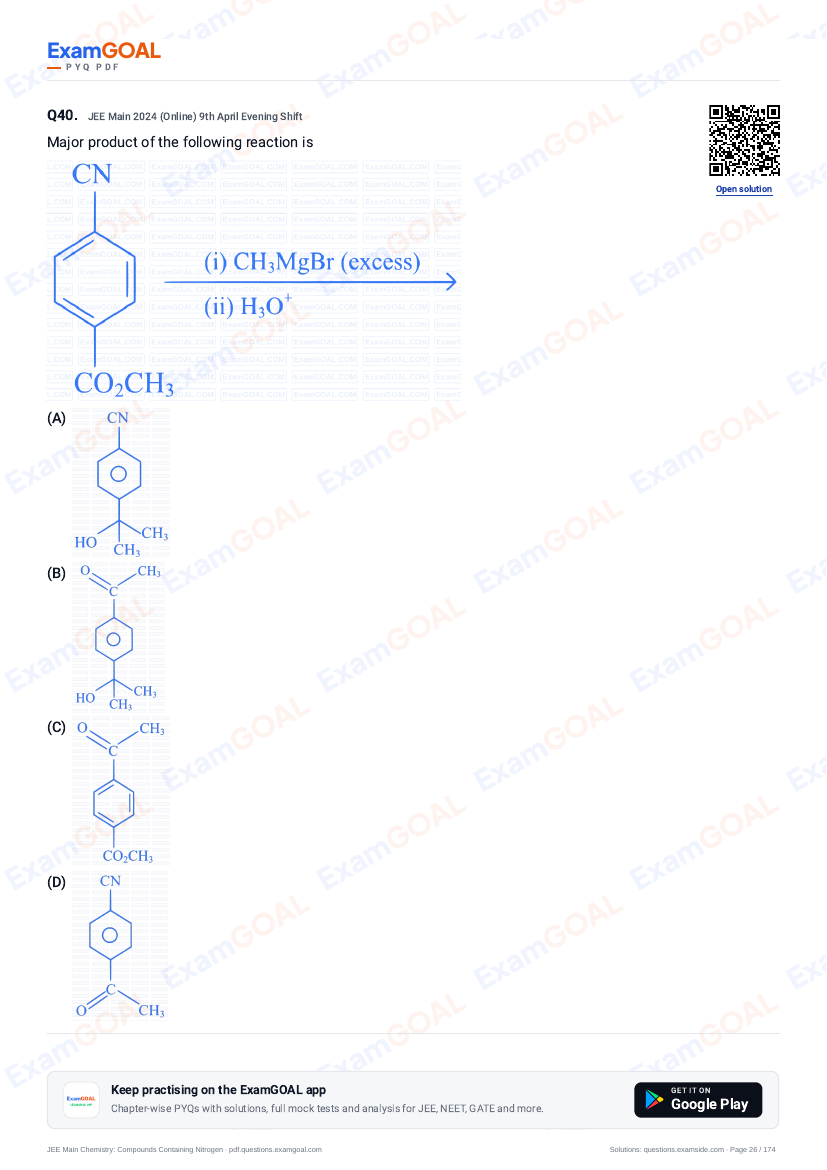 ExamGOAL
PYQ PDF
Q40. JEE Main 2024 (Online) 9th April Evening Shift
Major product of the following reaction is
Open solution
CN
(i) CH₃MgBr (excess)
(ii) H₃O⁺
CO₂CH₃
(A)
CN
HO
CH₃
CH₃
(B)
O
CH₃
C
HO
CH₃
CH₃
(C)
O
CH₃
C
CO₂CH₃
(D)
CN
C
O
CH₃
Keep practising on the ExamGOAL app
Chapter-wise PYQs with solutions, full mock tests and analysis for JEE, NEET, GATE and more.
GET IT ON
Google Play
JEE Main Chemistry: Compounds Containing Nitrogen · pdf.questions.examgoal.com
Solutions: questions.examside.com · Page 26 / 174